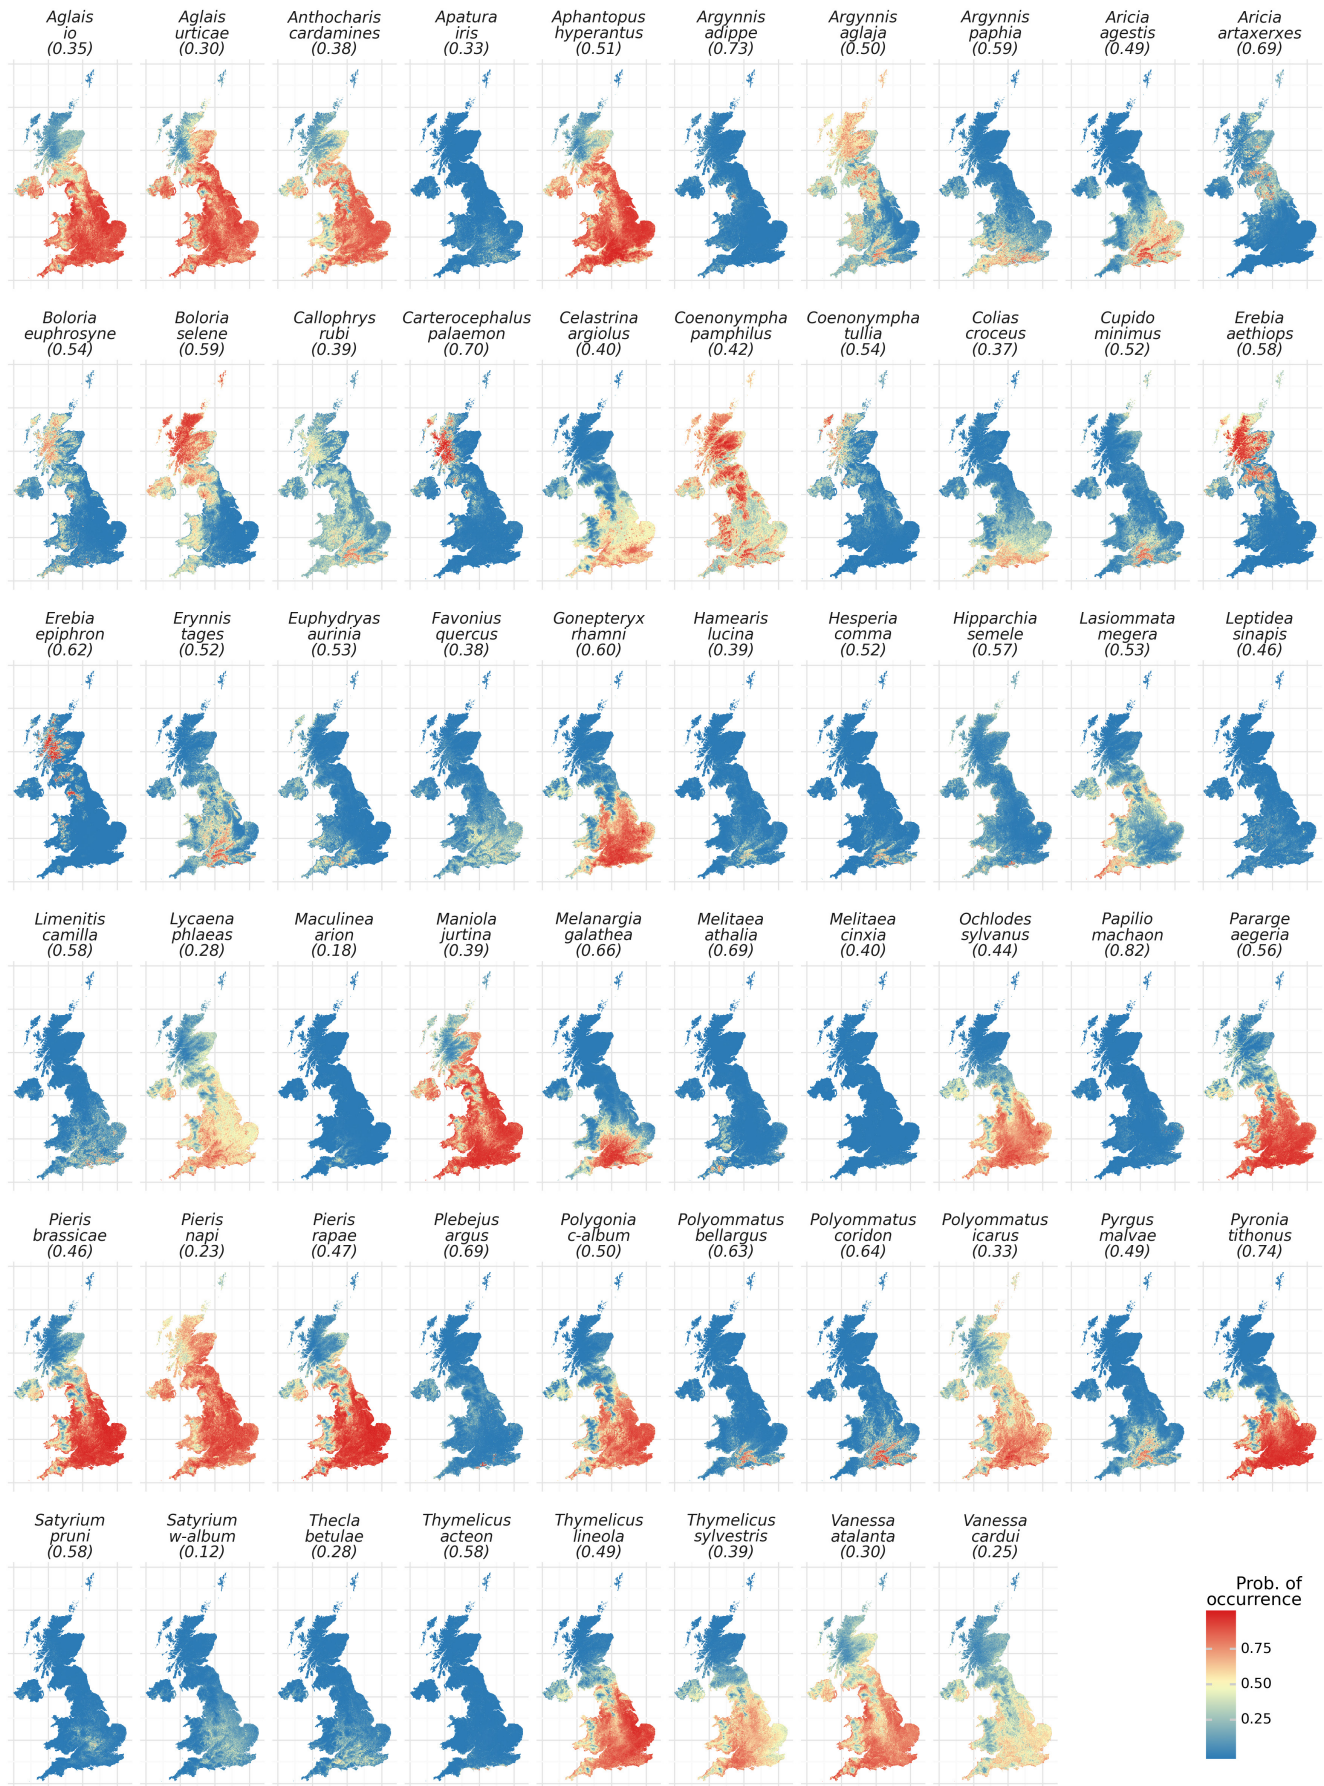 Aglais io (0.35)
Aglais urticae (0.30)
Anthocharis cardamines (0.38)
Apatura iris (0.33)
Aphantopus hyperantus (0.51)
Argynnis adippe (0.73)
Argynnis aglaja (0.50)
Argynnis paphia (0.59)
Aricia agestis (0.49)
Aricia artaxerxes (0.69)
Boloria euphrosyne (0.54)
Boloria selene (0.59)
Callophrys rubi (0.39)
Carterocephalus palaemon (0.70)
Celastrina argiolus (0.40)
Coenonympha pamphilus (0.42)
Coenonympha tullia (0.54)
Colias croceus (0.37)
Cupido minimus (0.52)
Erebia aethiops (0.58)
Erebia epiphron (0.62)
Erynnis tages (0.52)
Euphydryas aurinia (0.53)
Favonius quercus (0.38)
Gonepteryx rhamni (0.60)
Hamearis lucina (0.39)
Hesperia comma (0.52)
Hipparchia semele (0.57)
Lasiommata megera (0.53)
Leptidea sinapis (0.46)
Limenitis camilla (0.58)
Lycaena phlaeas (0.28)
Maculinea arion (0.18)
Maniola jurtina (0.39)
Melanargia galathea (0.66)
Melitaea athalia (0.69)
Melitaea cinxia (0.40)
Ochlodes sylvanus (0.44)
Papilio machaon (0.82)
Pararge aegeria (0.56)
Pieris brassicae (0.46)
Pieris napi (0.23)
Pieris rapae (0.47)
Plebejus argus (0.69)
Polygonia c-album (0.50)
Polyommatus bellargus (0.63)
Polyommatus coridon (0.64)
Polyommatus icarus (0.33)
Pyrgus malvae (0.49)
Pyronia tithonus (0.74)
Satyrium pruni (0.58)
Satyrium w-album (0.12)
Thecla betulae (0.28)
Thymelicus acteon (0.58)
Thymelicus lineola (0.49)
Thymelicus sylvestris (0.39)
Vanessa atalanta (0.30)
Vanessa cardui (0.25)
Prob. of
occurrence
0.75
0.50
0.25